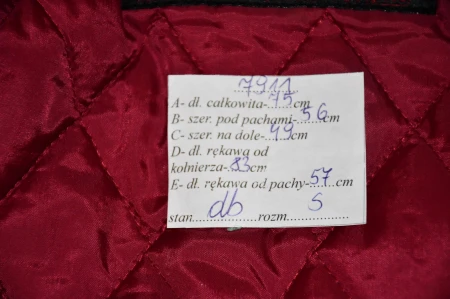 7911
A- dł. całkowita-75cm
B- szer. pod pachami-56cm
C- szer. na dole-49cm
D- dł. rękawa od
kołnierza-83cm
E- dł. rękawa od pachy-57cm
stan db rozm. S